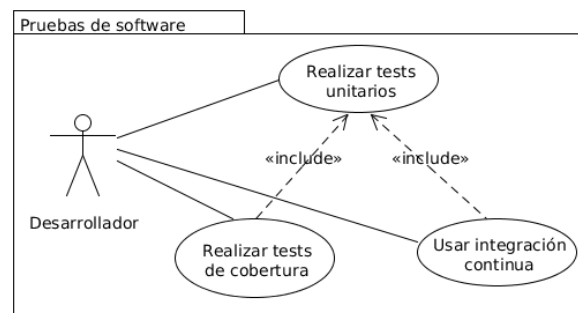 Pruebas de software
Realizar tests
unitarios
«include»
«include»
Desarrollador
Realizar tests
de cobertura
Usar integración
continua